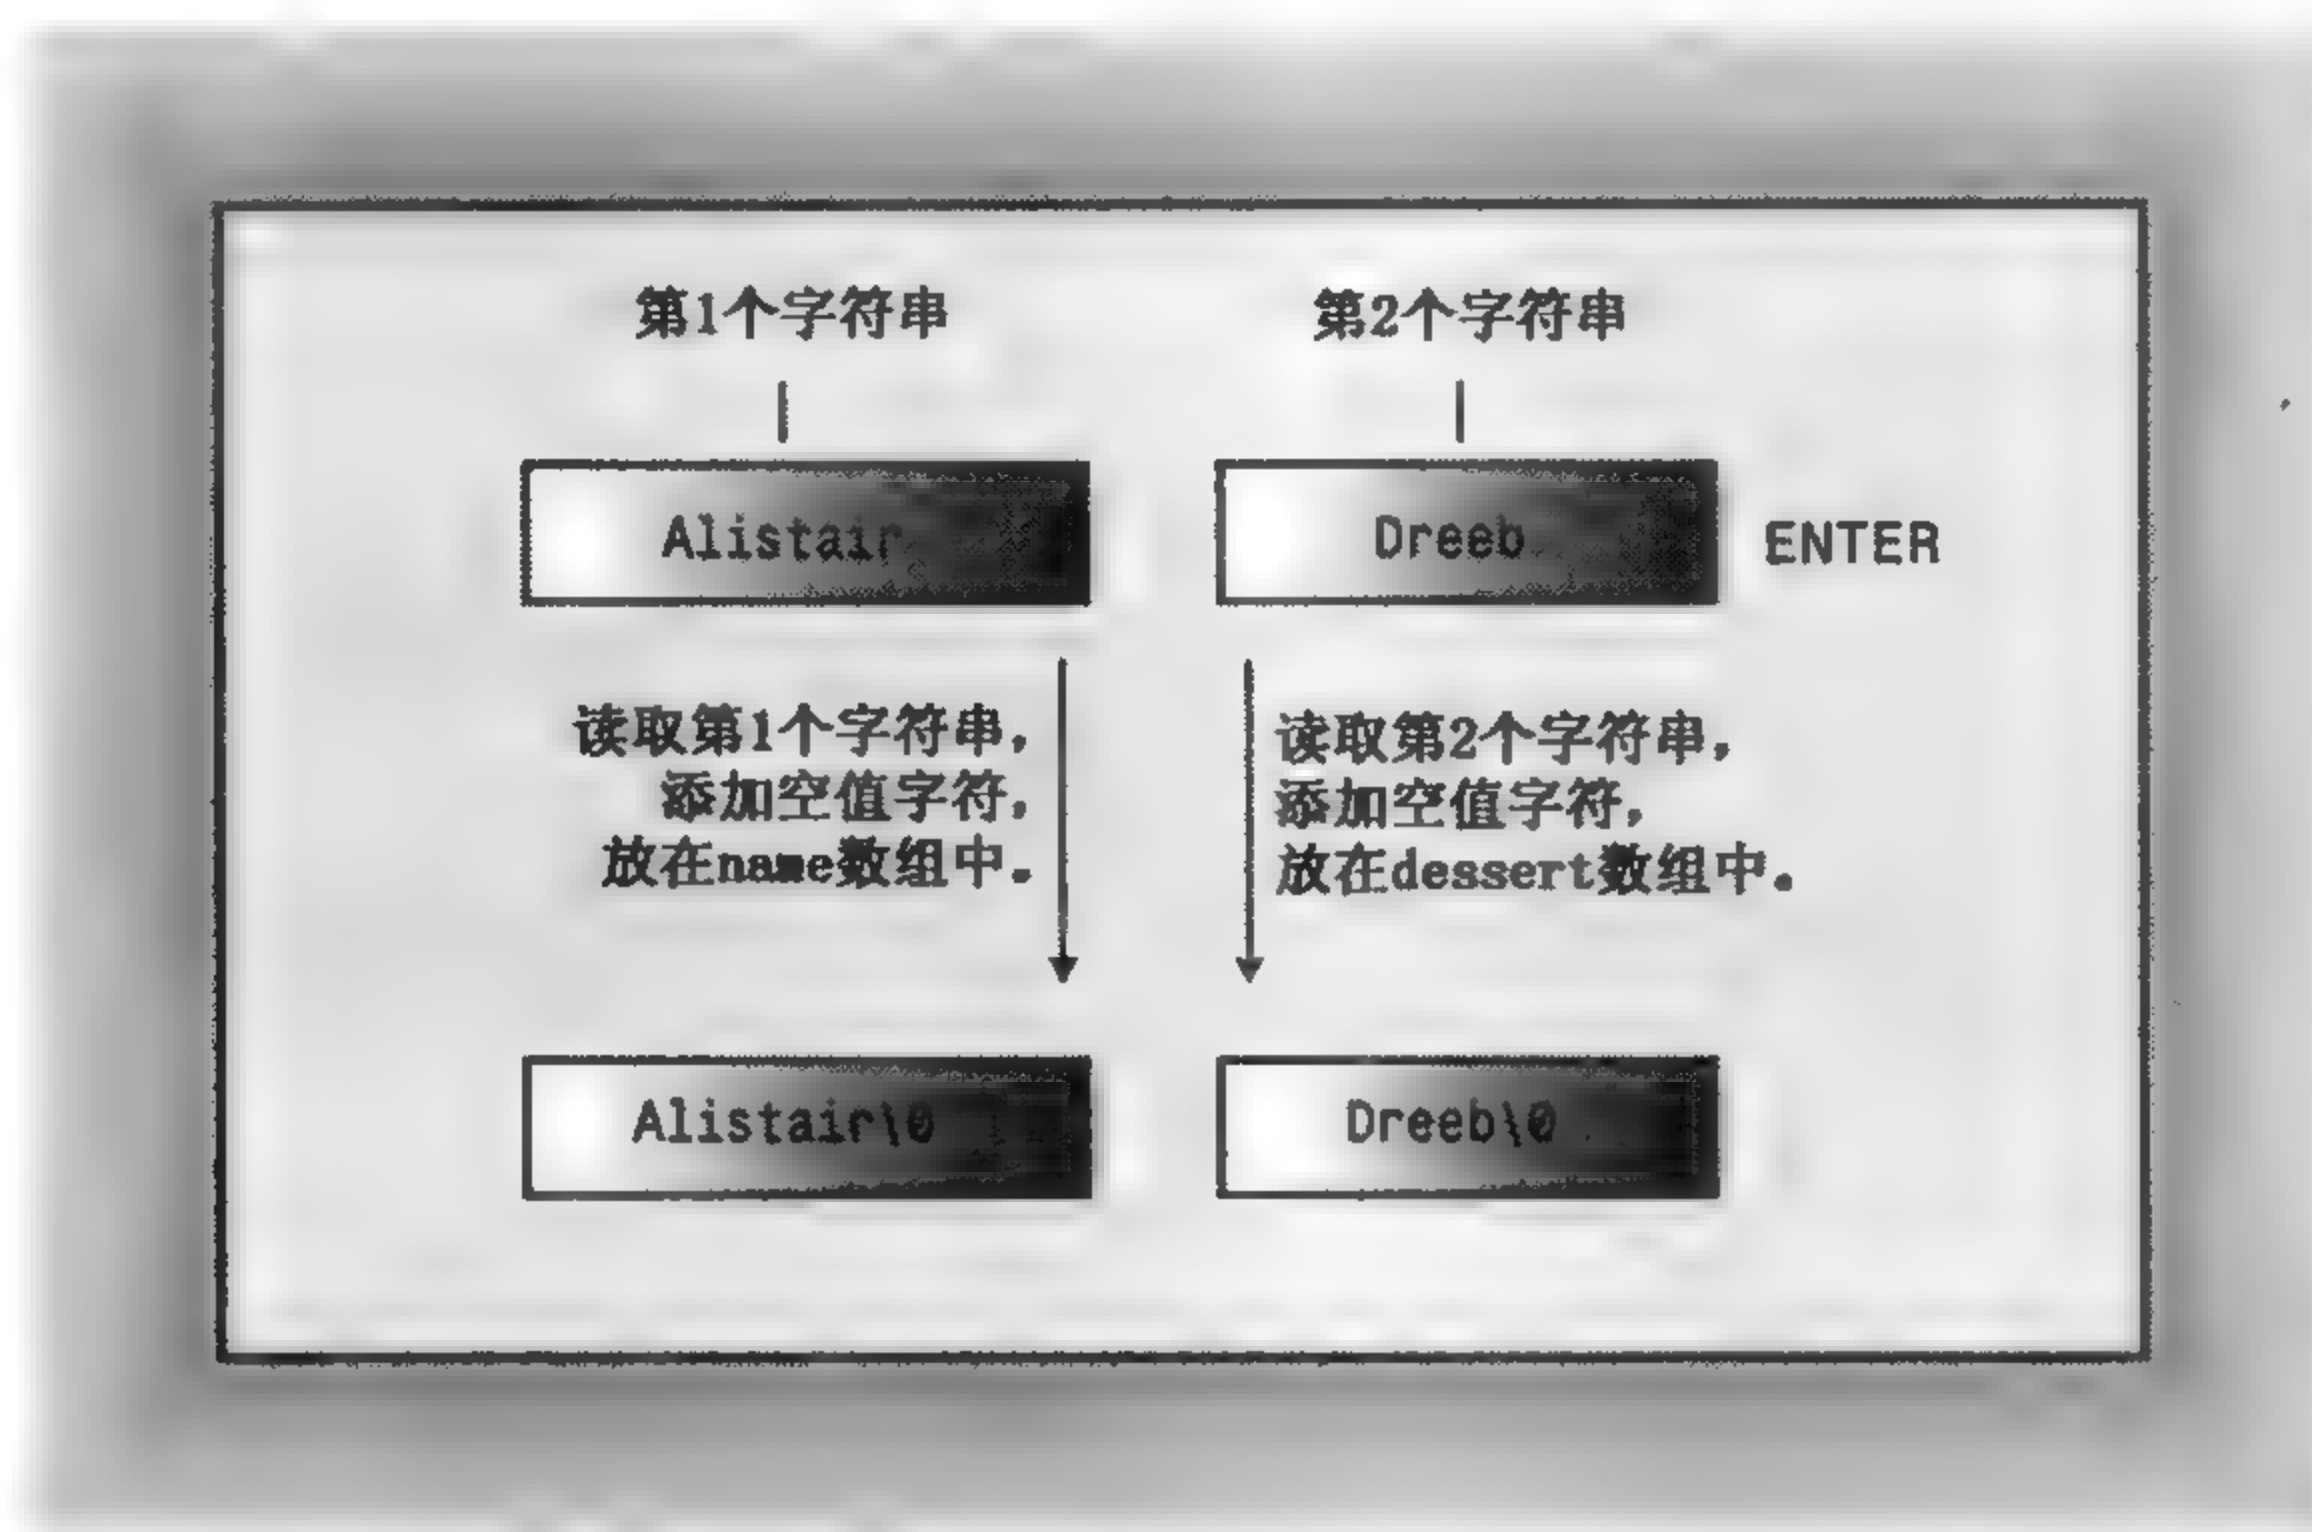 第1个字符串
第2个字符串
Alistair
Dreeb
ENTER
读取第1个字符串,
添加空值字符,
放在name数组中。
读取第2个字符串,
添加空值字符,
放在dessert数组中。
Alistair\0
Dreeb\0